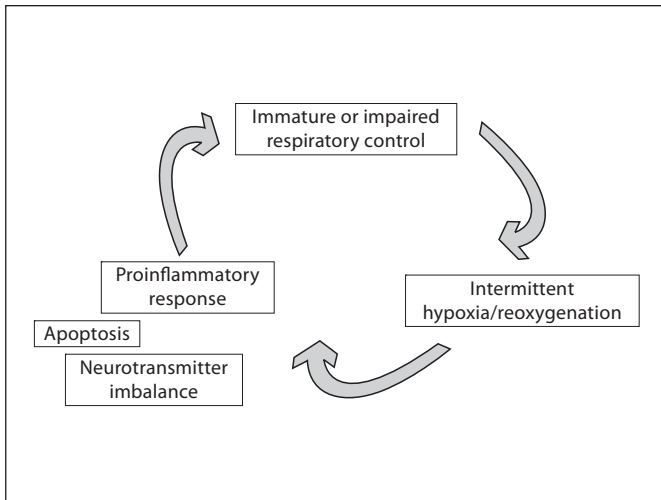 Immature or impaired
respiratory control
Intermittent
hypoxia/reoxygenation
Proinflammatory
response
Apoptosis
Neurotransmitter
imbalance